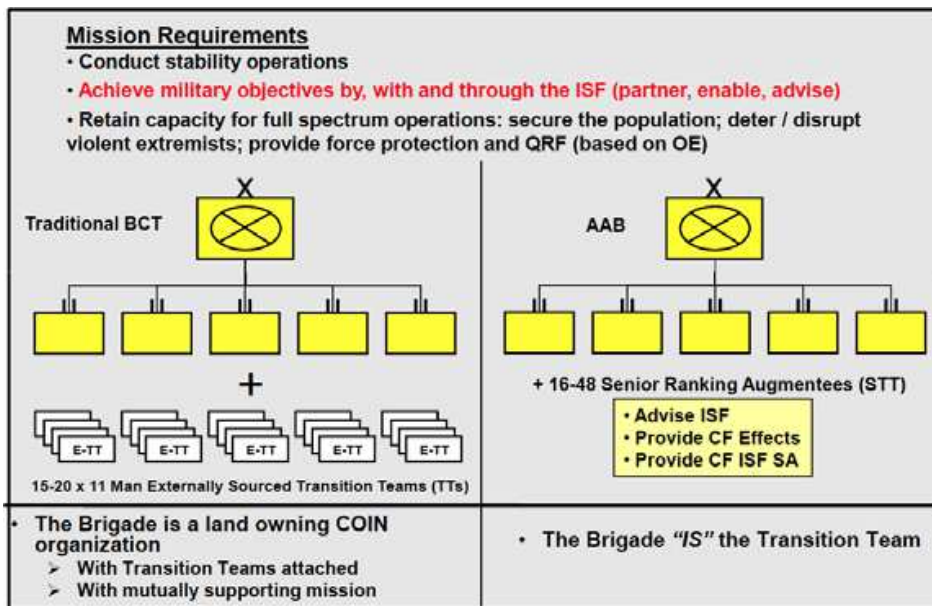 Mission Requirements
• Conduct stability operations
• Achieve military objectives by, with and through the ISF (partner, enable, advise)
• Retain capacity for full spectrum operations: secure the population; deter / disrupt
violent extremists; provide force protection and QRF (based on OE)
X
Traditional BCT
+
E-TT E-TT E-TT E-TT E-TT
15-20 x 11 Man Externally Sourced Transition Teams (TTs)
• The Brigade is a land owning COIN
organization
➢ With Transition Teams attached
➢ With mutually supporting mission
X
AAB
+ 16-48 Senior Ranking Augmentees (STT)
• Advise ISF
• Provide CF Effects
• Provide CF ISF SA
• The Brigade “IS” the Transition Team